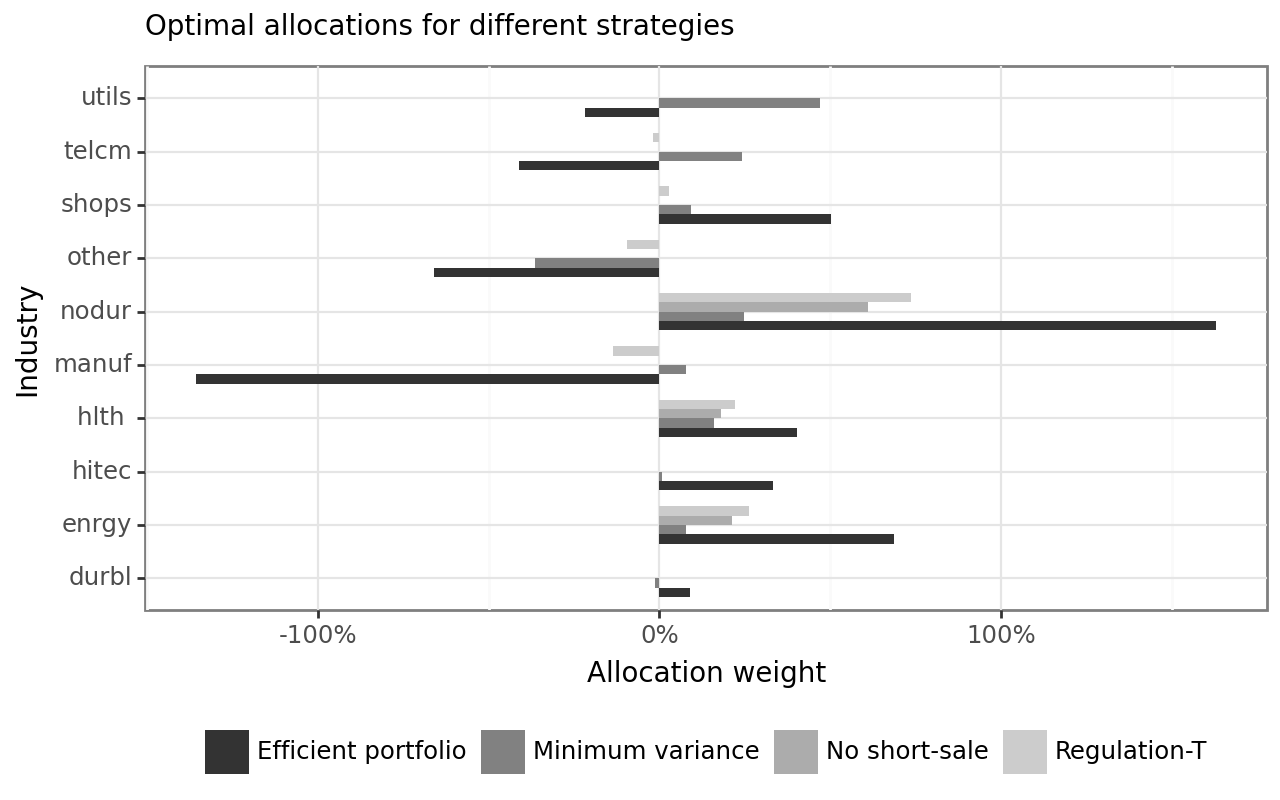 Optimal allocations for different strategies
utils
telcm
shops
other
nodur
manuf
hlth
hitec
enrgy
durbl
Industry
-100%
0%
100%
Allocation weight
Efficient portfolio
Minimum variance
No short-sale
Regulation-T